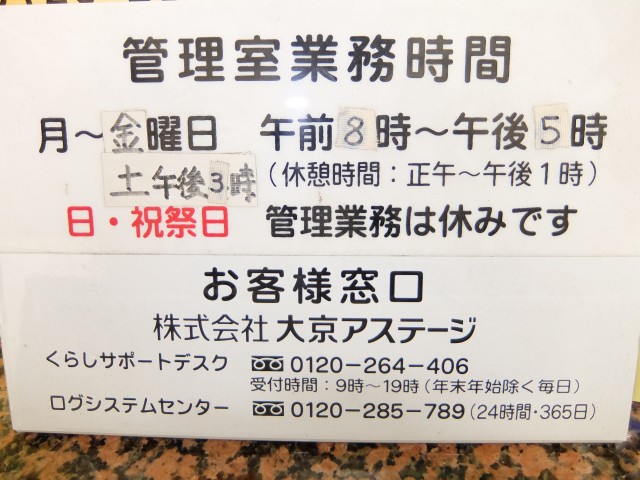 管理室業務時間
月～金曜日 午前8時～午後5時
土午後3時 （休憩時間：正午～午後1時）
日・祝祭日 管理業務は休みです
お客様窓口
株式会社 大京アステージ
くらしサポートデスク 0120-264-406
受付時間：9時～19時（年末年始除く毎日）
ログシステムセンター 0120-285-789（24時間・365日）